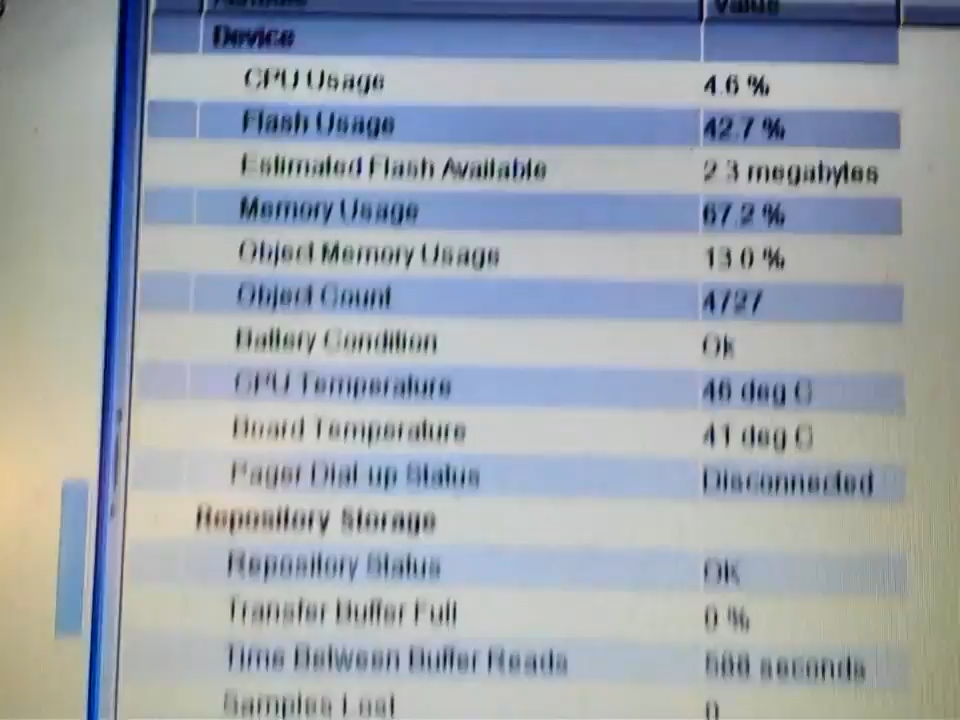 Value
Device
CPU Usage 4.6 %
Flash Usage 42.7 %
Estimated Flash Available 2.3 megabytes
Memory Usage 67.2 %
Object Memory Usage 13.0 %
Object Count 4727
Battery Condition Ok
CPU Temperature 46 deg C
Board Temperature 41 deg C
Pager Dial up Status Disconnected
Repository Storage
Repository Status OK
Transfer Buffer Full 0 %
Time Between Buffer Reads seconds
Samples Lost 0